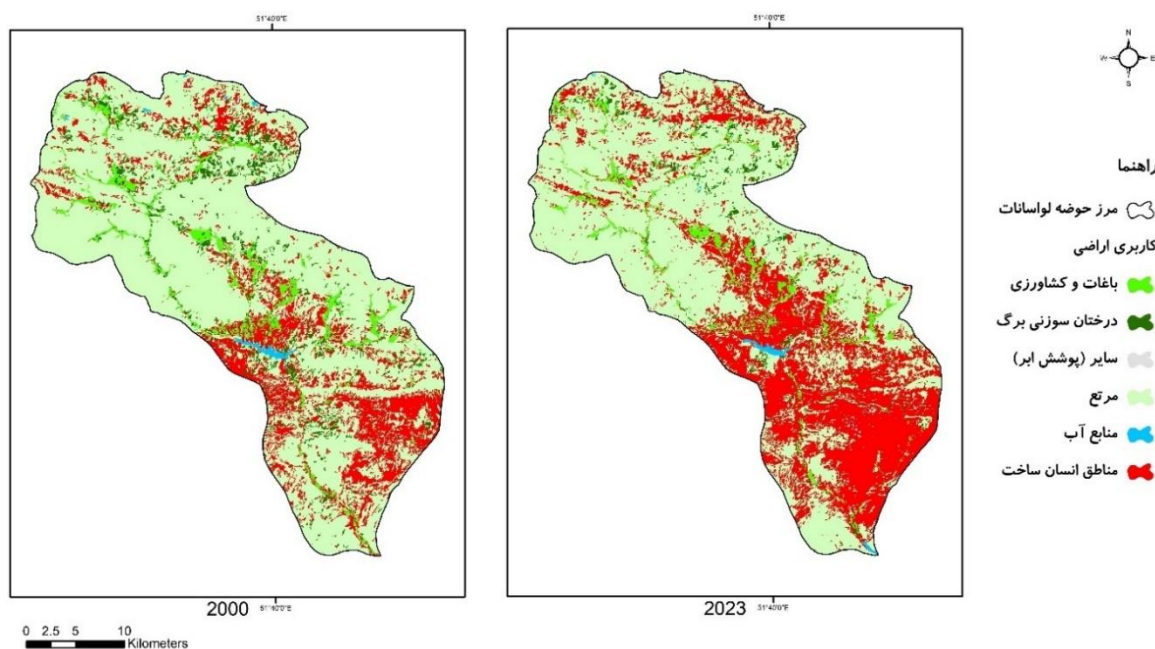 51°40'0"E
51°40'0"E
N
W E
S
راهنما
مرز حوضه لواسانات
کاربری اراضی
باغات و کشاورزی
درختان سوزنی برگ
سایر (پوشش ابر)
مرتع
منابع آب
مناطق انسان ساخت
51°40'0"E
51°40'0"E
2000
2023
0 2.5 5 10
Kilometers